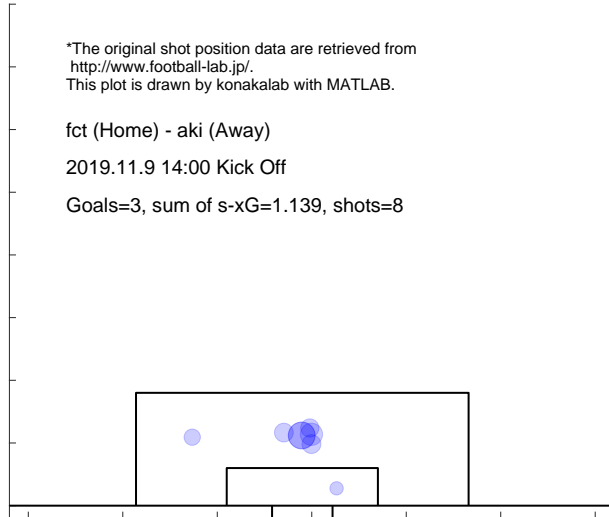 *The original shot position data are retrieved from
http://www.football-lab.jp/.
This plot is drawn by konakalab with MATLAB.
fct (Home) - aki (Away)
2019.11.9 14:00 Kick Off
Goals=3, sum of s-xG=1.139, shots=8